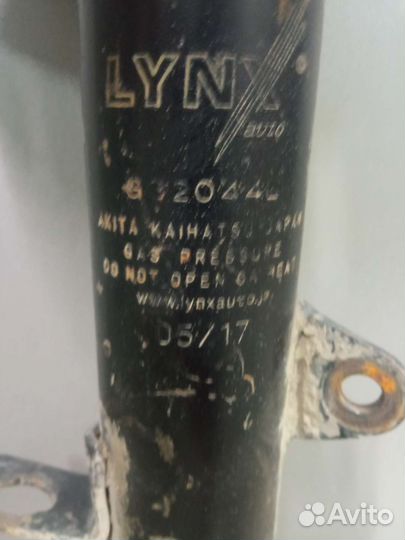 LYNX
auto
G32044L
AKITA KAIHATSU JAPAN
GAS PRESSURE
DO NOT OPEN OR HEAT
www.lynxauto.jp
05/17
Avito